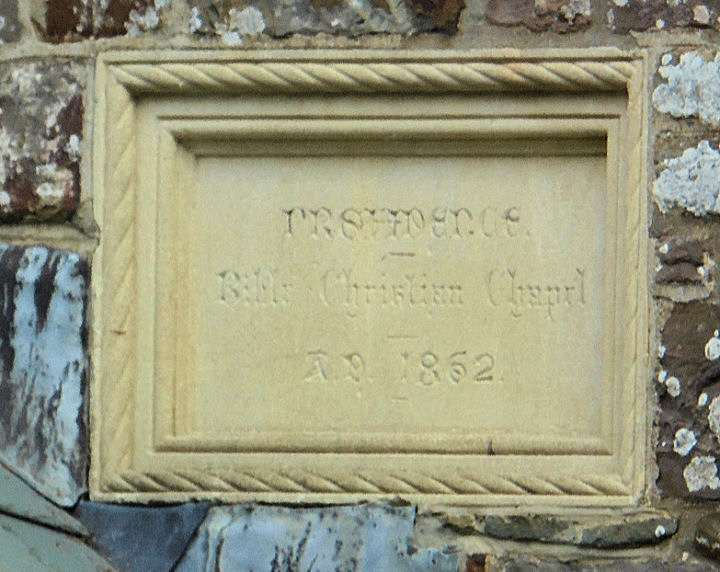 PROVIDENCE.
Bible Christian Chapel
A.D. 1862.